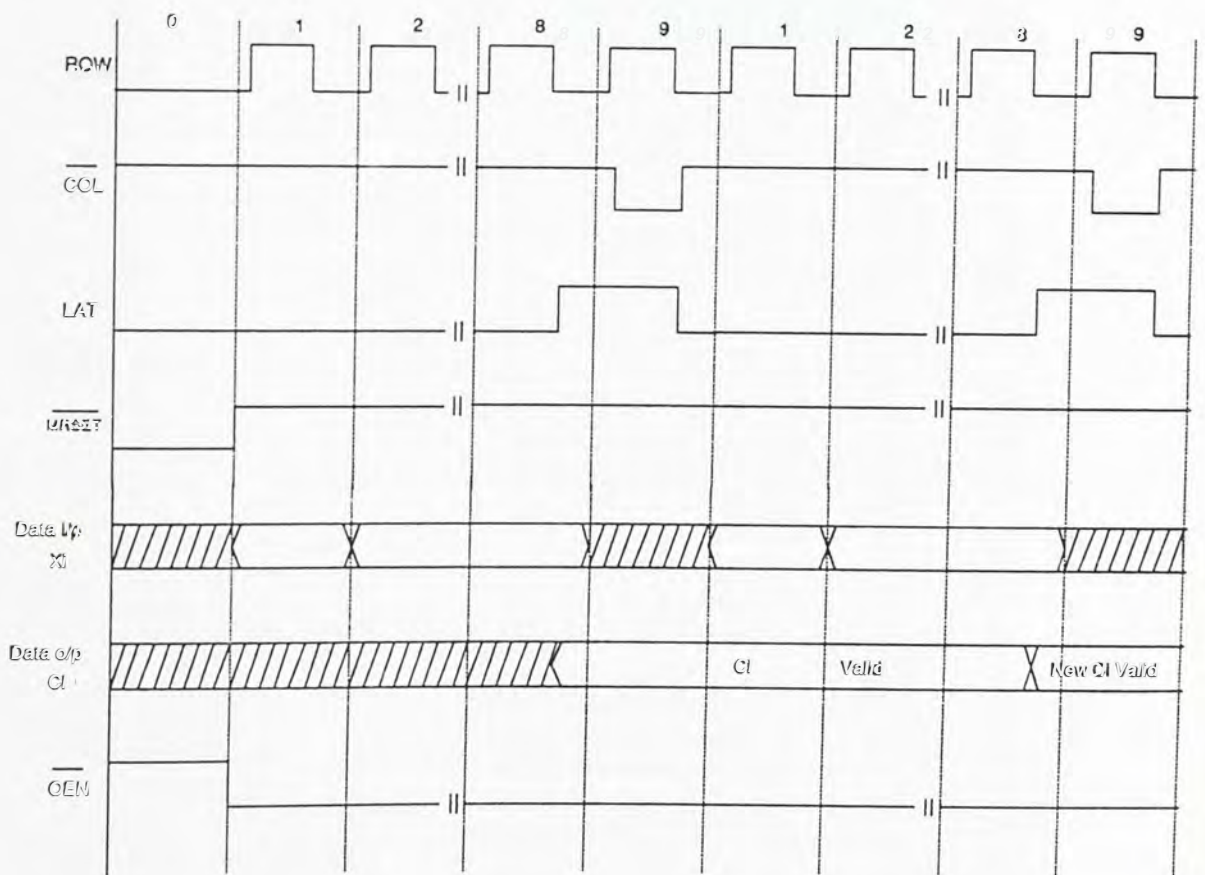 0 1 2 8 9 1 2 8 9
ROW
COL
LAT
MRESET
Data i/p
Xi
Data o/p
Ci
Ci Valid
New Ci Valid
OEN